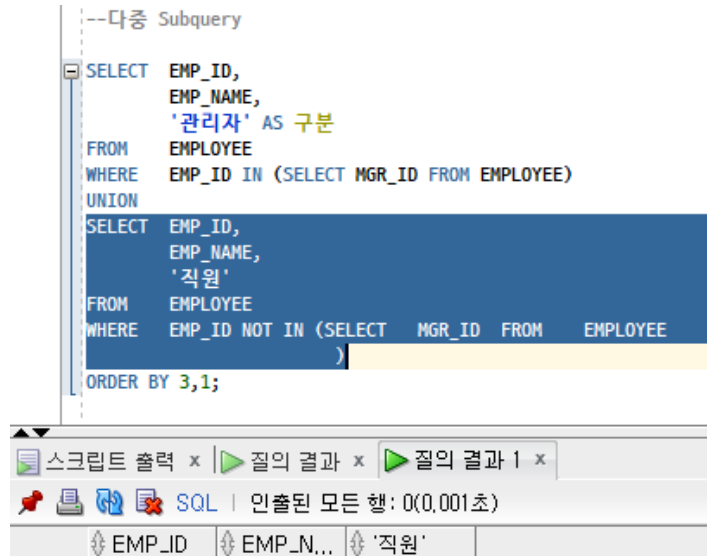 --다중 Subquery
SELECT EMP_ID,
EMP_NAME,
'관리자' AS 구분
FROM EMPLOYEE
WHERE EMP_ID IN (SELECT MGR_ID FROM EMPLOYEE)
UNION
SELECT EMP_ID,
EMP_NAME,
'직원'
FROM EMPLOYEE
WHERE EMP_ID NOT IN (SELECT MGR_ID FROM EMPLOYEE
)
ORDER BY 3,1;
스크립트 출력 x 질의 결과 x 질의 결과 1 x
SQL | 인출된 모든 행: 0(0,001초)
EMP_ID EMP_N... '직원'